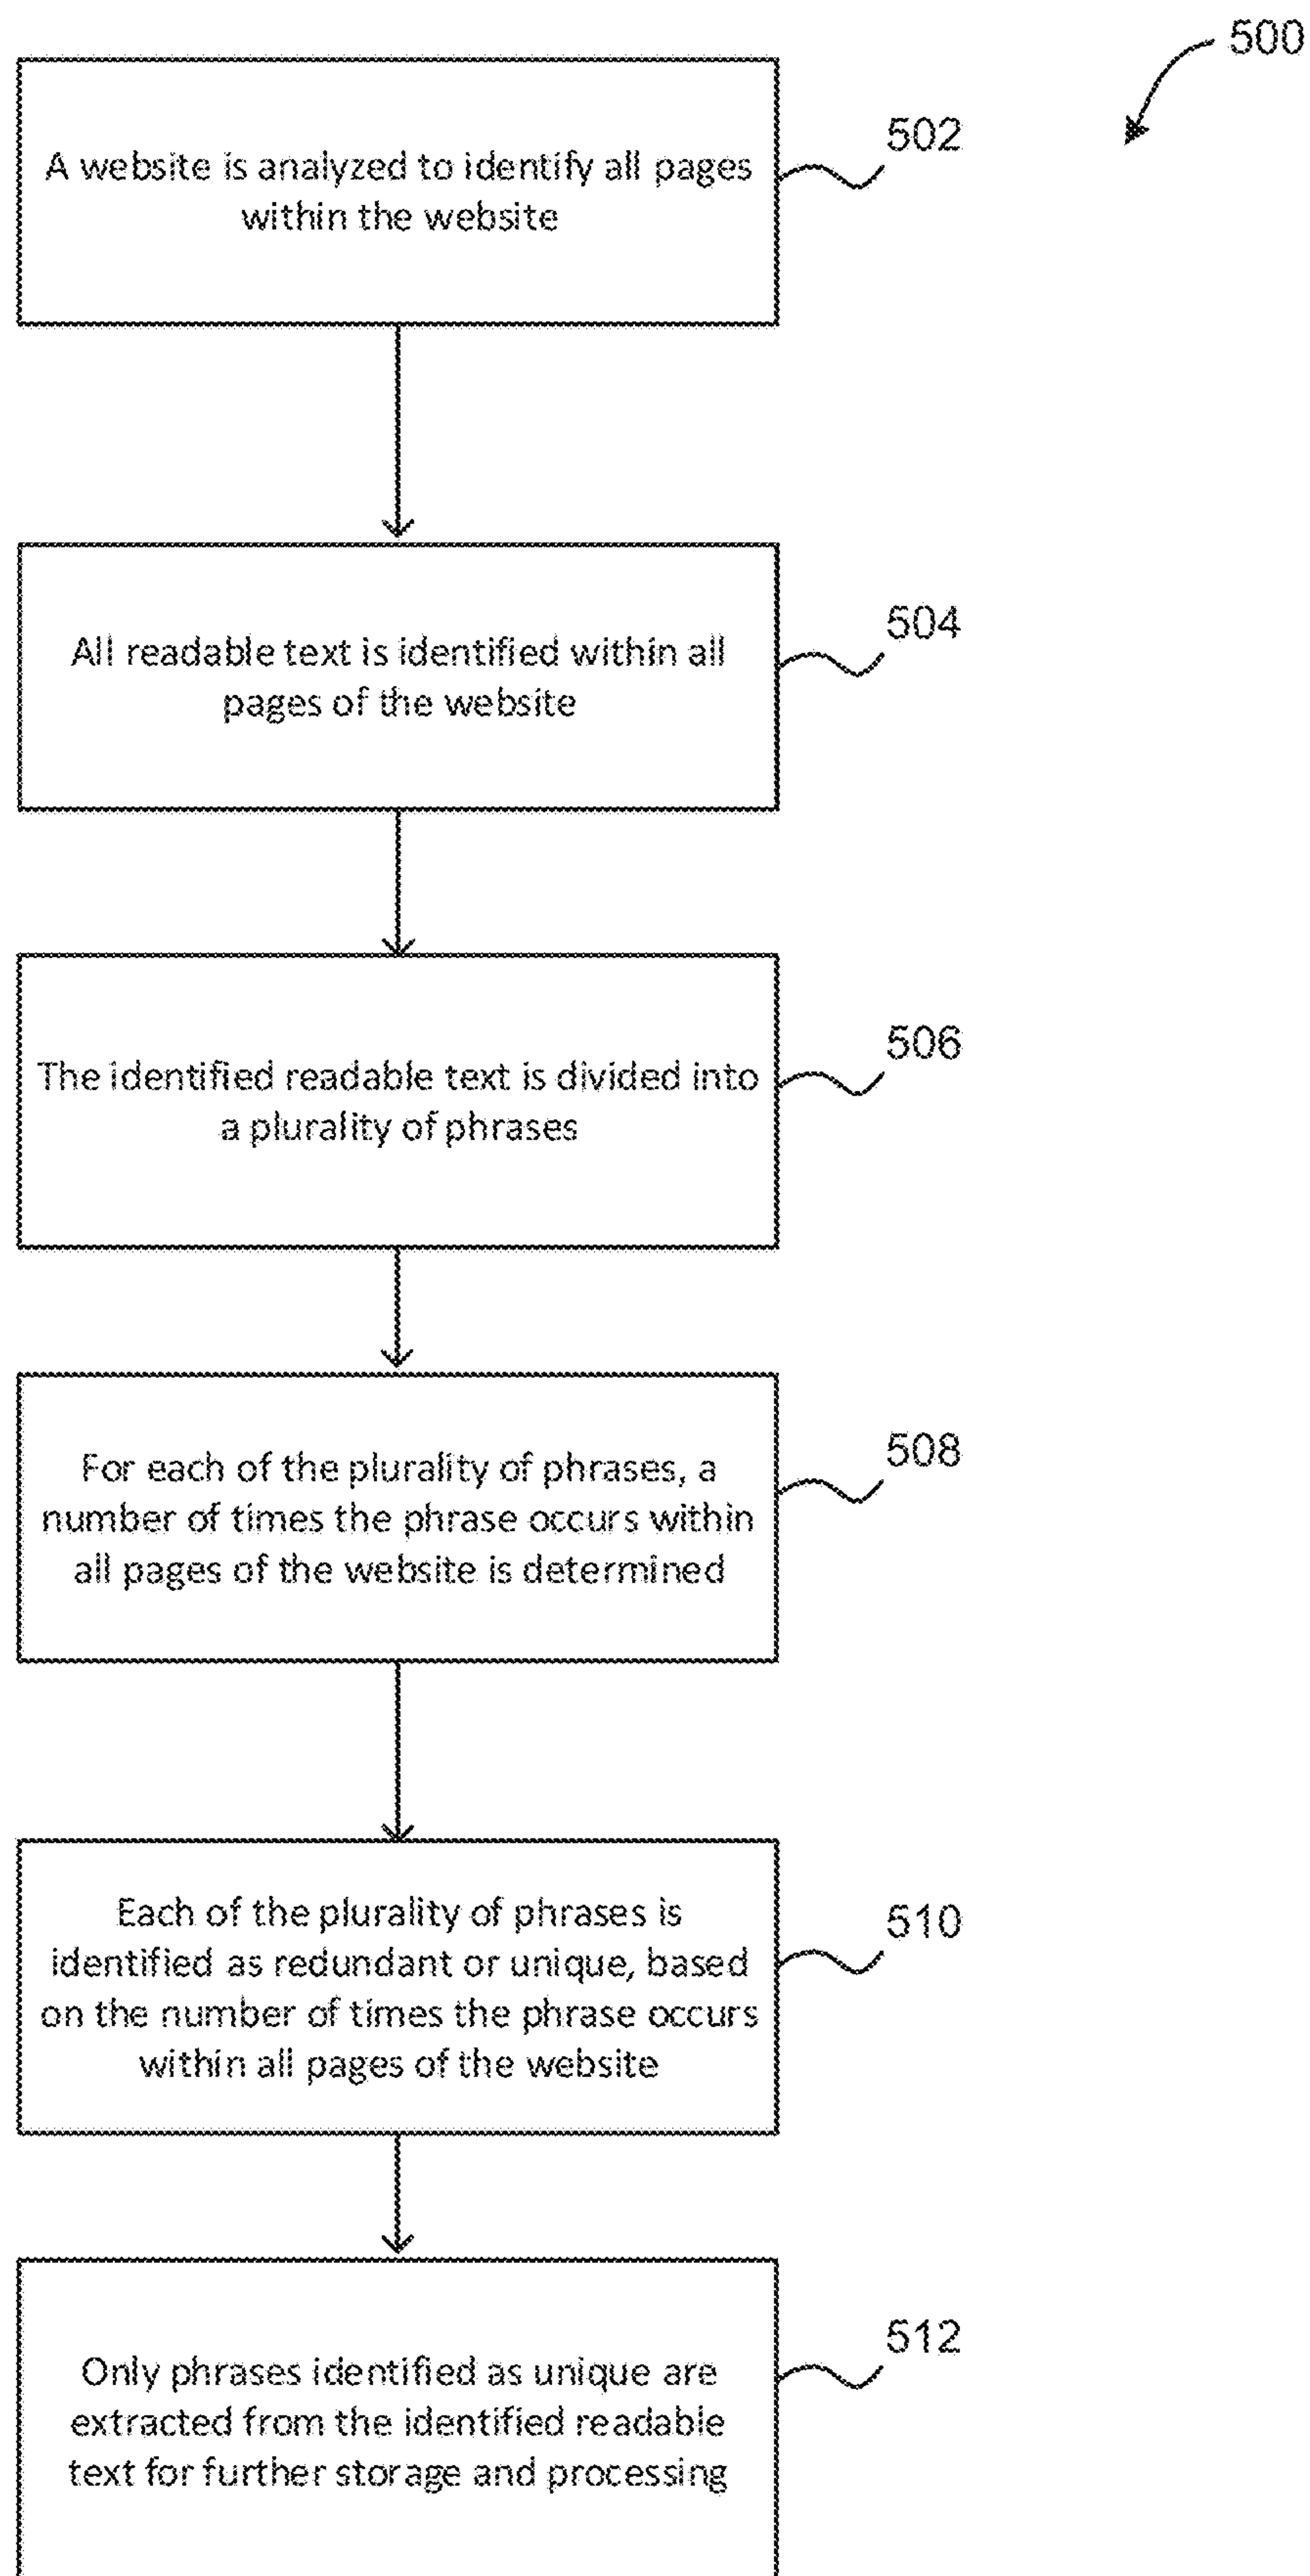 500
502
A website is analyzed to identify all pages
within the website
504
All readable text is identified within all
pages of the website
506
The identified readable text is divided into
a plurality of phrases
508
For each of the plurality of phrases, a
number of times the phrase occurs within
all pages of the website is determined
510
Each of the plurality of phrases is
identified as redundant or unique, based
on the number of times the phrase occurs
within all pages of the website
512
Only phrases identified as unique are
extracted from the identified readable
text for further storage and processing